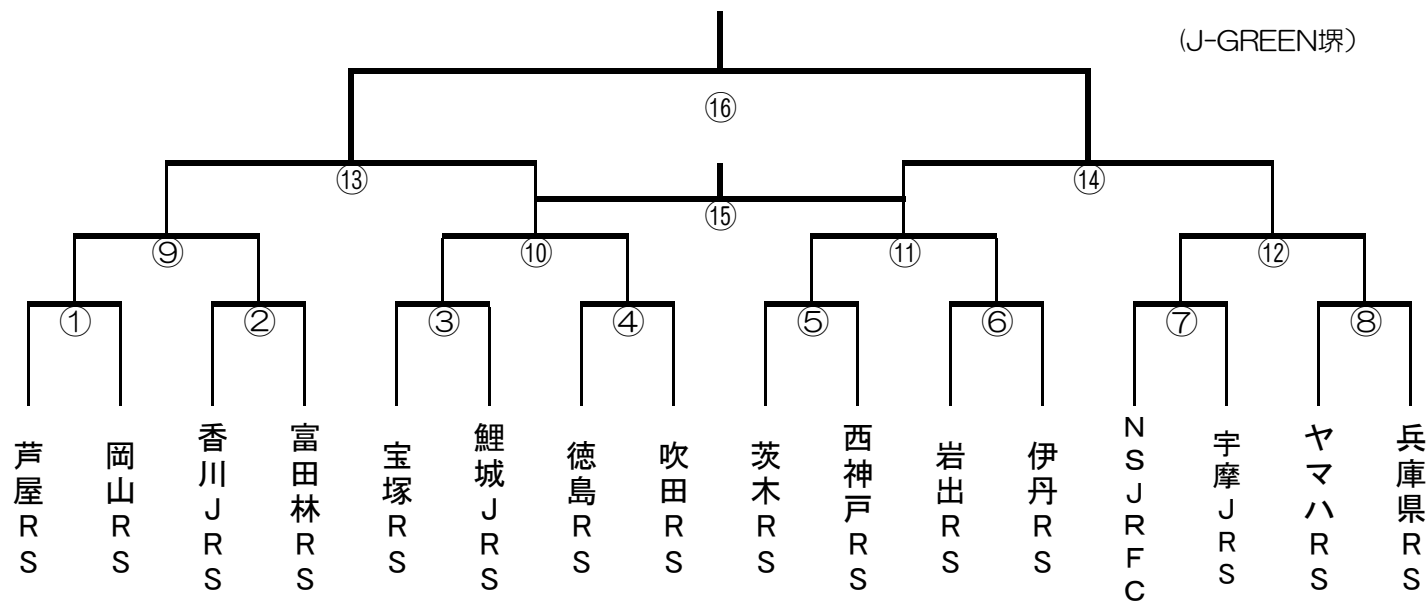 (J-GREEN堺）
⑯
⑬
⑭
⑮
⑨
⑩
⑪
⑫
①
②
③
④
⑤
⑥
⑦
⑧
芦屋RS
岡山RS
香川JRS
富田林RS
宝塚RS
鯉城JRS
徳島RS
吹田RS
茨木RS
西神戸RS
岩出RS
伊丹RS
NSJRFC
宇摩JRS
ヤマハRS
兵庫県RS